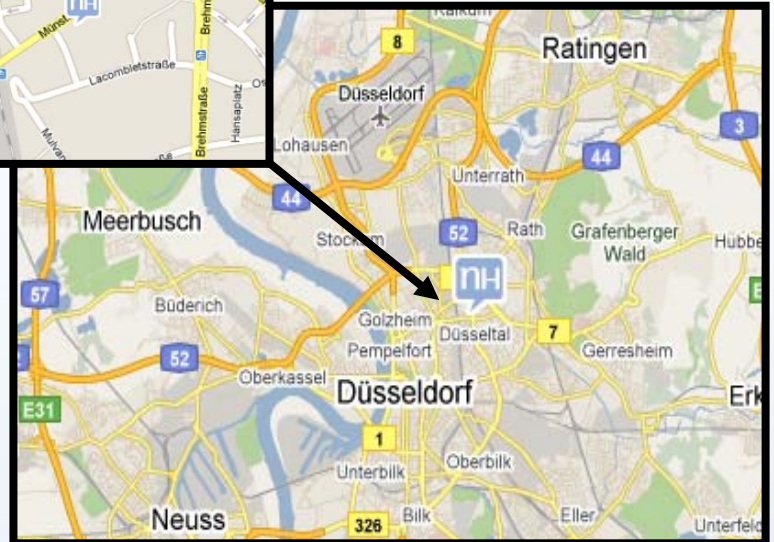 nH
Münst.
Brehm
Lacombletstraße
Os
Mulvan
Brehmstraße
Hansaplatz
Kalkum
8
Ratingen
Düsseldorf
3
Lohausen
44
Unterrath
44
Meerbusch
Stockum
52
Rath
Grafenberger
Wald
Hubbe
nH
57
E
Büderich
Golzheim
Düsseltal
7
52
Pempelfort
Gerresheim
Oberkassel
Düsseldorf
Erk
E31
1
Unterbilk
Oberbilk
Neuss
326
Bilk
Eller
Unterfeld